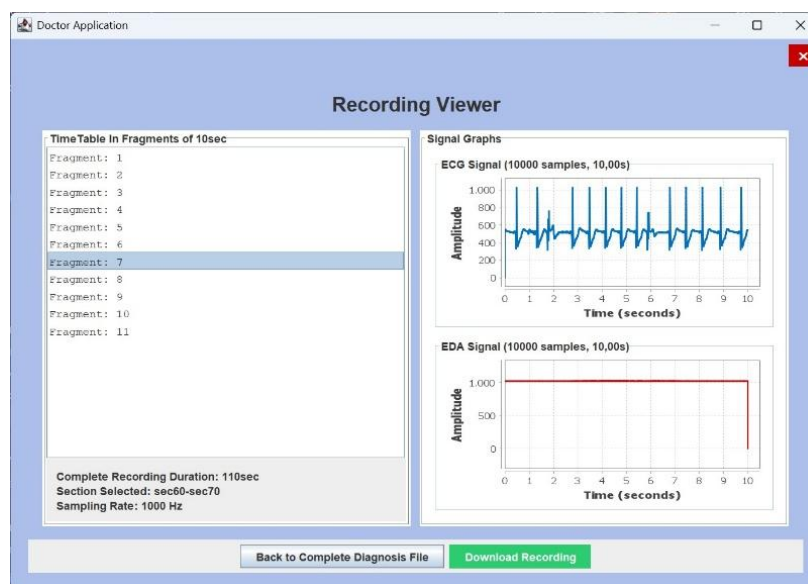 Doctor Application
Recording Viewer
TimeTable In Fragments of 10sec
Fragment: 1
Fragment: 2
Fragment: 3
Fragment: 4
Fragment: 5
Fragment: 6
Fragment: 7
Fragment: 8
Fragment: 9
Fragment: 10
Fragment: 11
Complete Recording Duration: 110sec
Section Selected: sec60-sec70
Sampling Rate: 1000 Hz
Signal Graphs
ECG Signal (10000 samples, 10,00s)
Amplitude
1.000
800
600
400
200
0
0 1 2 3 4 5 6 7 8 9 10
Time (seconds)
EDA Signal (10000 samples, 10,00s)
Amplitude
1.000
500
0
0 1 2 3 4 5 6 7 8 9 10
Time (seconds)
Back to Complete Diagnosis File
Download Recording